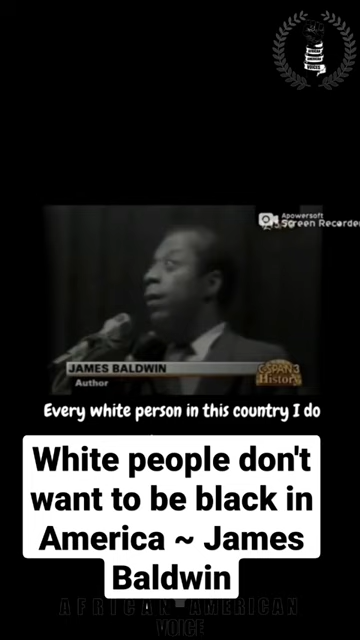 Apowersoft
Screen Recorder
JAMES BALDWIN
Author
C-SPAN3
History
Every white person in this country I do
White people don't
want to be black in
America ~ James
Baldwin
AFRICAN AMERICAN
VOICE